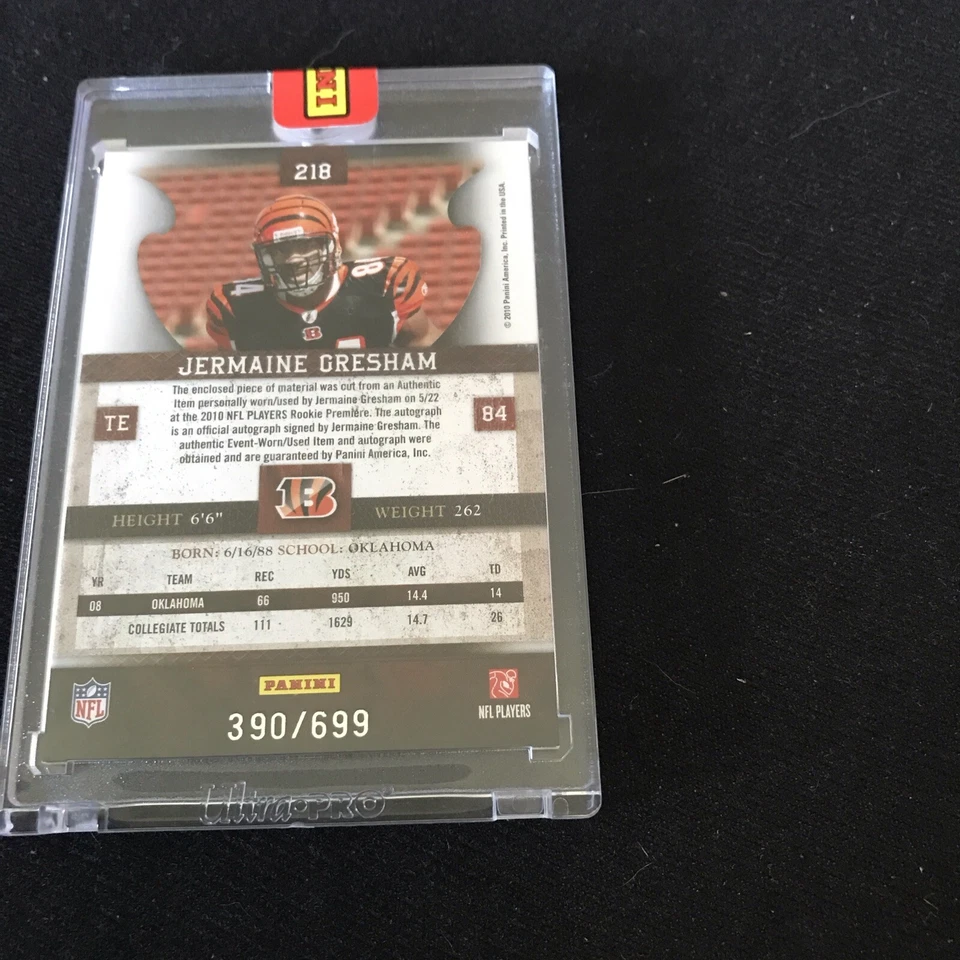 INI
218
© 2010 Panini America, Inc. Printed in the USA.
84
JERMAINE GRESHAM
The enclosed piece of material was cut from an Authentic
Item personally worn/used by Jermaine Gresham on 5/22
at the 2010 NFL PLAYERS Rookie Premiere. The autograph
is an official autograph signed by Jermaine Gresham. The
authentic Event-Worn/Used Item and autograph were
obtained and are guaranteed by Panini America, Inc.
TE
84
B
HEIGHT 6'6" WEIGHT 262
BORN: 6/16/88 SCHOOL: OKLAHOMA
YR TEAM REC YDS AVG TD
08 OKLAHOMA 66 950 14.4 14
COLLEGIATE TOTALS 111 1629 14.7 26
NFL
PANINI
NFL PLAYERS
390/699
Ultra-PRO